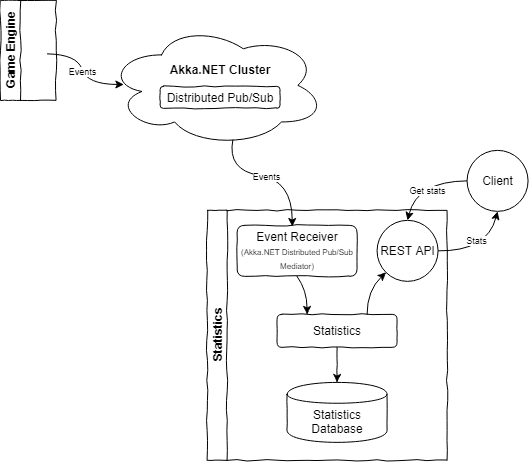 Game Engine
Events
Akka.NET Cluster
Distributed Pub/Sub
Events
Client
Get stats
Stats
Statistics
Event Receiver
(Akka.NET Distributed Pub/Sub
Mediator)
REST API
Statistics
Statistics
Database